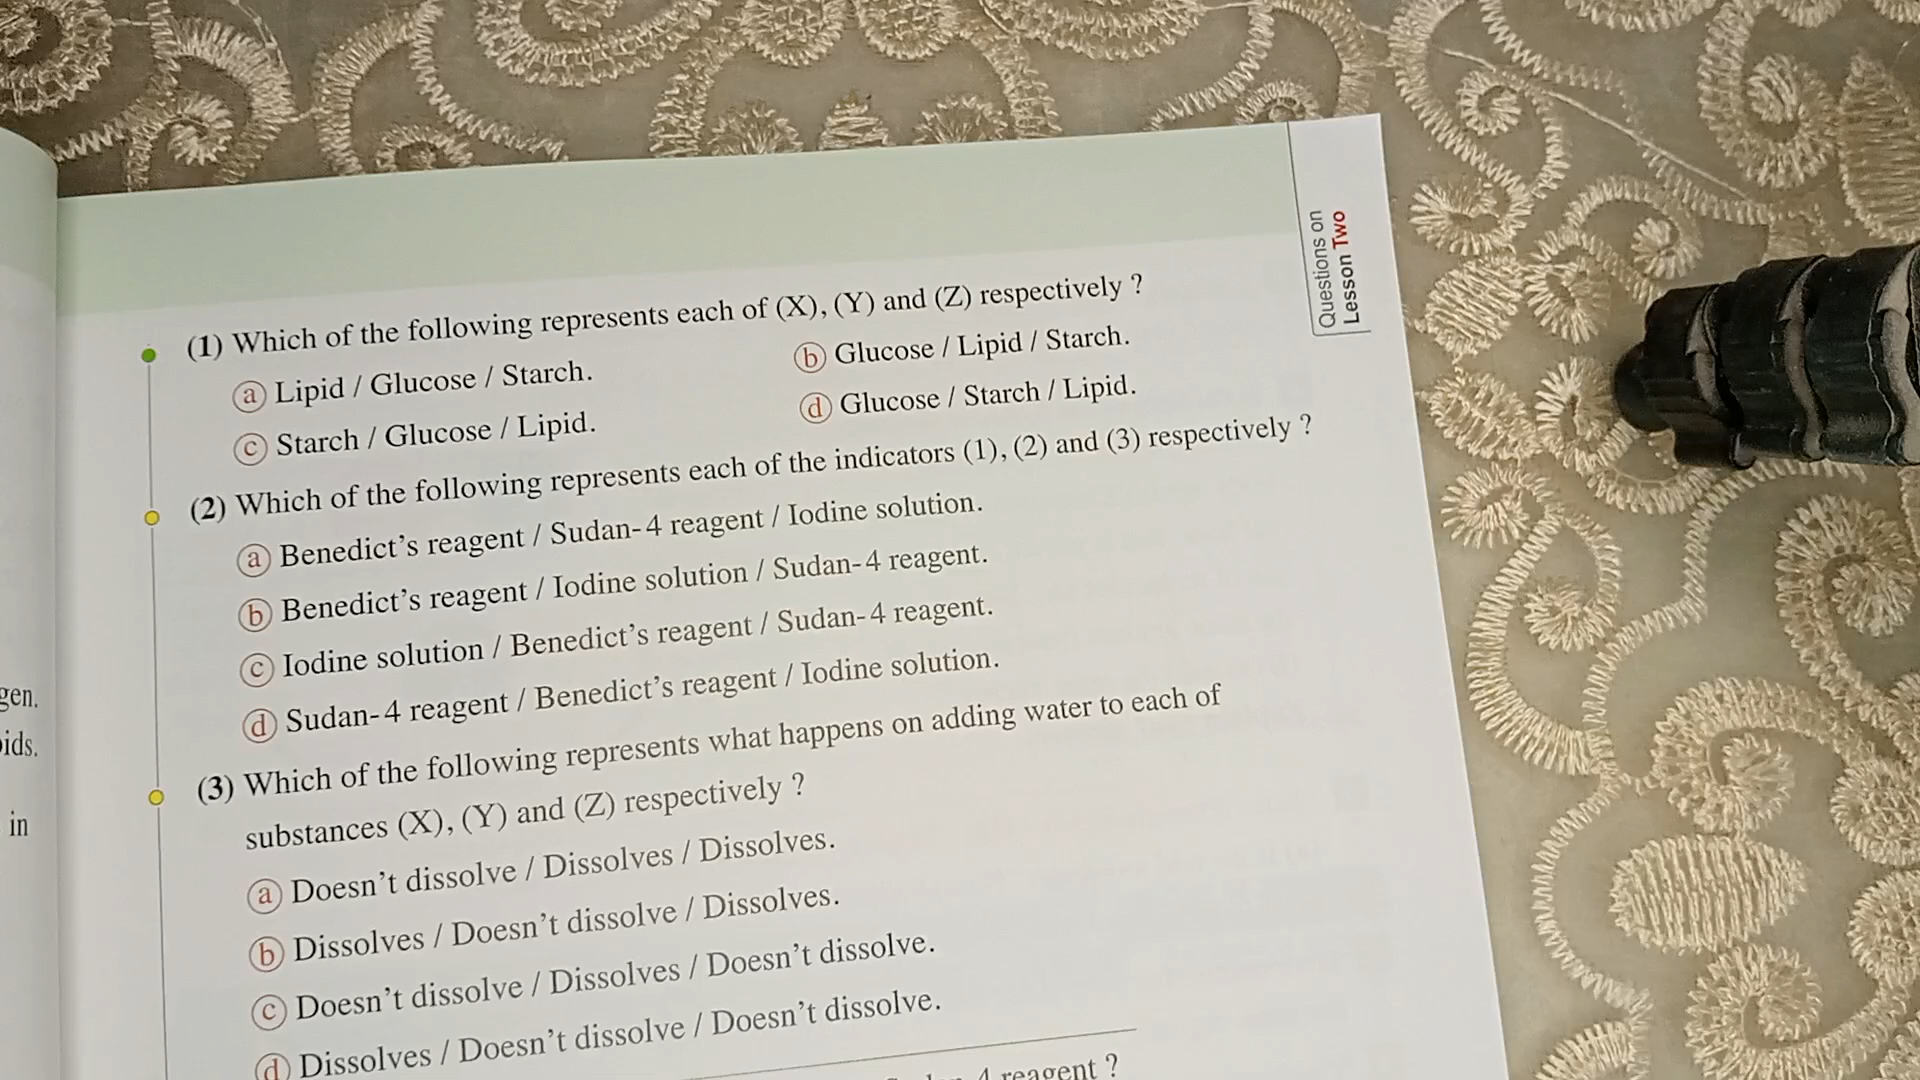 Questions on
Lesson Two
(1) Which of the following represents each of (X), (Y) and (Z) respectively ?
a Lipid / Glucose / Starch.
b Glucose / Lipid / Starch.
c Starch / Glucose / Lipid.
d Glucose / Starch / Lipid.
(2) Which of the following represents each of the indicators (1), (2) and (3) respectively ?
a Benedict's reagent / Sudan-4 reagent / Iodine solution.
b Benedict's reagent / Iodine solution / Sudan-4 reagent.
c Iodine solution / Benedict's reagent / Sudan-4 reagent.
d Sudan-4 reagent / Benedict's reagent / Iodine solution.
(3) Which of the following represents what happens on adding water to each of
substances (X), (Y) and (Z) respectively ?
a Doesn't dissolve / Dissolves / Dissolves.
b Dissolves / Doesn't dissolve / Dissolves.
c Doesn't dissolve / Dissolves / Doesn't dissolve.
d Dissolves / Doesn't dissolve / Doesn't dissolve.
reagent ?
gen.
ids.
in